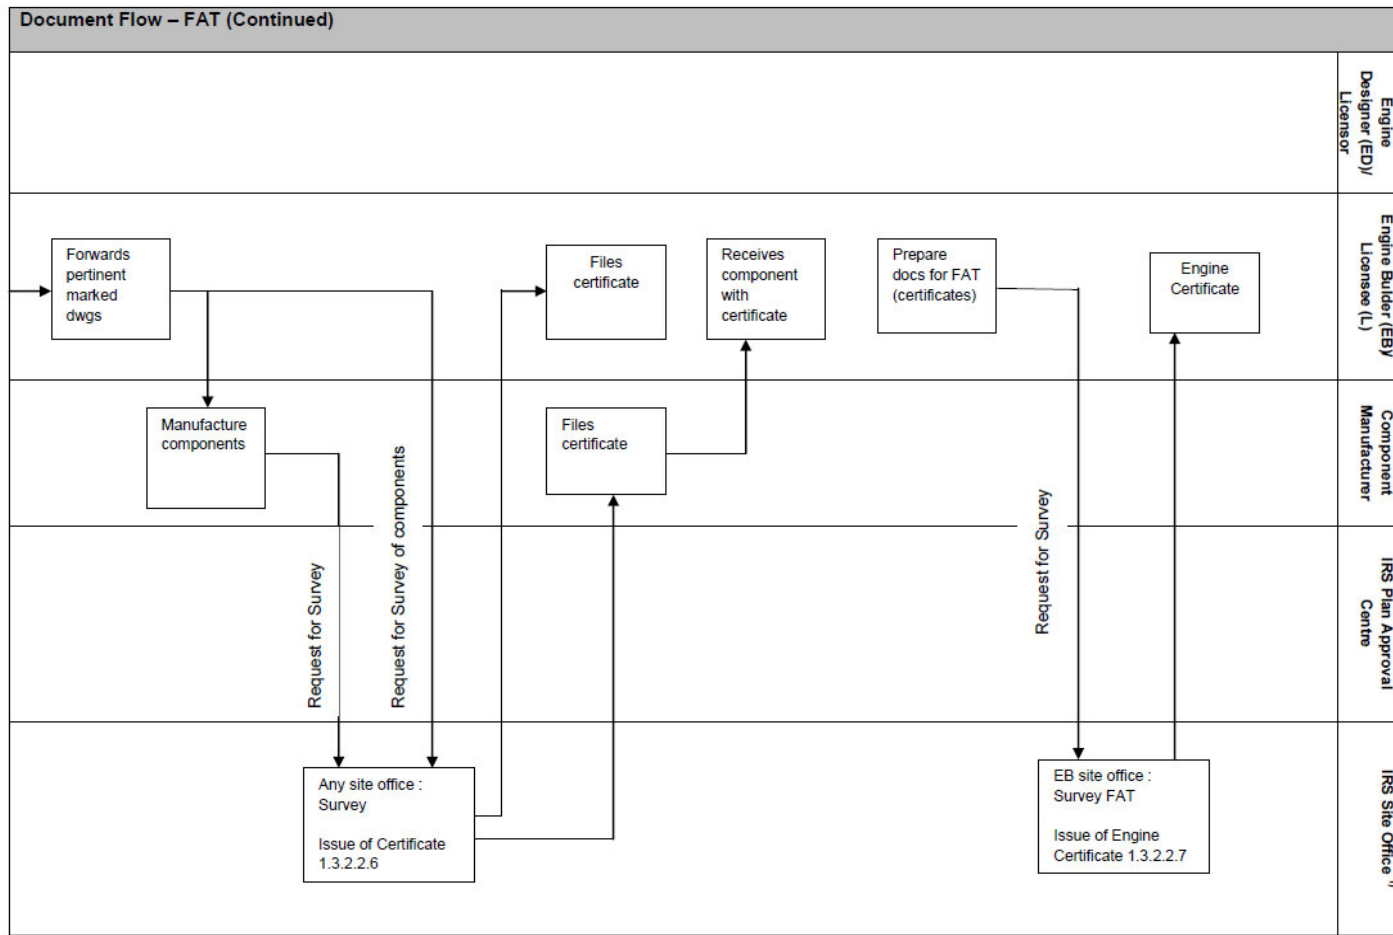 Document Flow – FAT (Continued)
Engine
Designer (ED)/
Licensor
Forwards
pertinent
marked
dwgs
Files
certificate
Receives
component
with
certificate
Prepare
docs for FAT
(certificates)
Engine
Certificate
Engine Builder (EB)/
Licensee (L)
Manufacture
components
Files
certificate
Component
Manufacturer
Request for Survey
Request for Survey of components
Request for Survey
IRS Plan Approval
Centre
Any site office :
Survey
Issue of Certificate
1.3.2.2.6
EB site office :
Survey FAT
Issue of Engine
Certificate 1.3.2.2.7
IRS Site Office